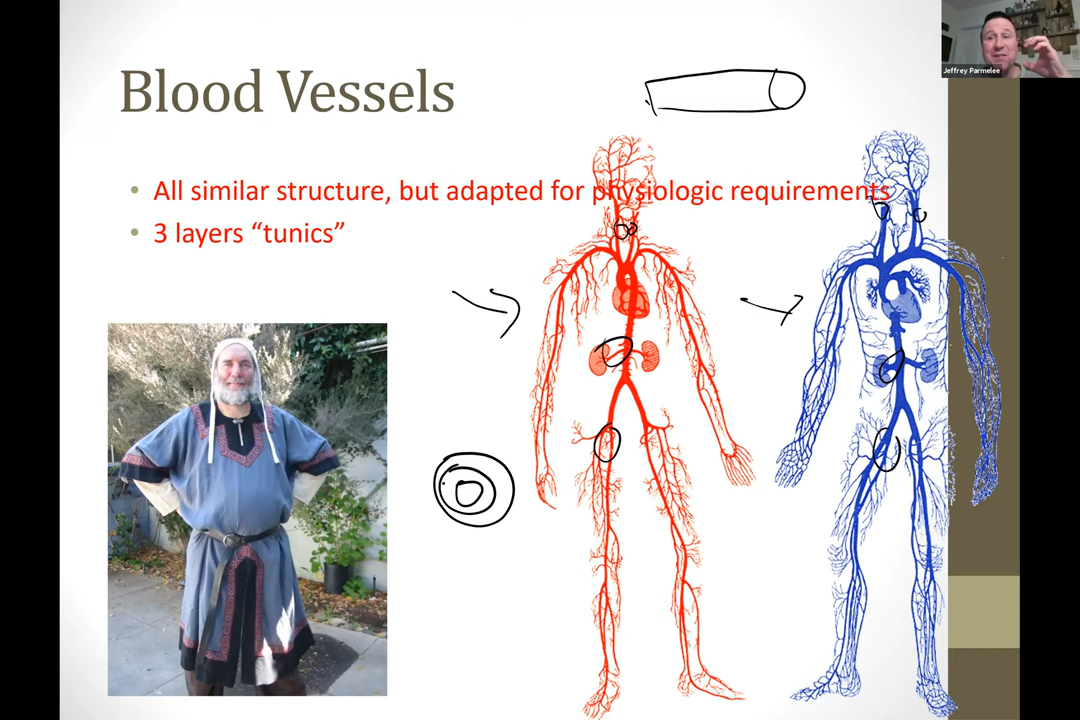 Blood Vessels
Jeffrey Parmelee
• All similar structure, but adapted for physiologic requirements
• 3 layers “tunics”